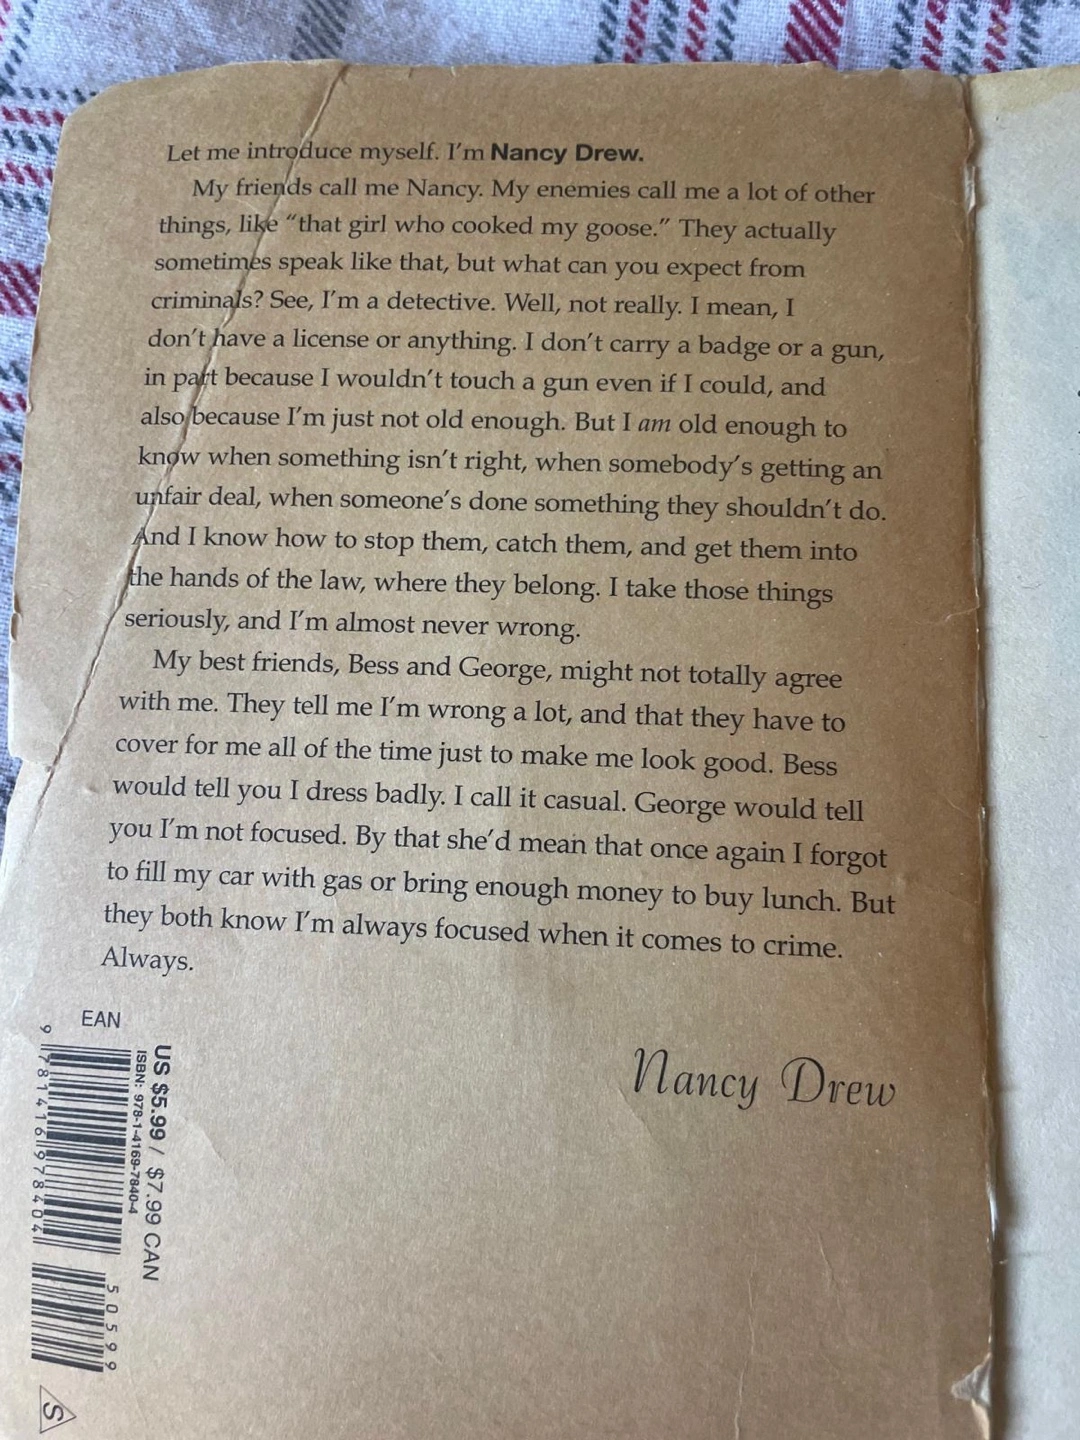 Let me introduce myself. I'm Nancy Drew.
My friends call me Nancy. My enemies call me a lot of other
things, like “that girl who cooked my goose.” They actually
sometimes speak like that, but what can you expect from
criminals? See, I'm a detective. Well, not really. I mean, I
don't have a license or anything. I don't carry a badge or a gun,
in part because I wouldn't touch a gun even if I could, and
also because I'm just not old enough. But I am old enough to
know when something isn't right, when somebody's getting an
unfair deal, when someone's done something they shouldn't do.
And I know how to stop them, catch them, and get them into
the hands of the law, where they belong. I take those things
seriously, and I'm almost never wrong.
My best friends, Bess and George, might not totally agree
with me. They tell me I'm wrong a lot, and that they have to
cover for me all of the time just to make me look good. Bess
would tell you I dress badly. I call it casual. George would tell
you I'm not focused. By that she'd mean that once again I forgot
to fill my car with gas or bring enough money to buy lunch. But
they both know I'm always focused when it comes to crime.
Always.
Nancy Drew
EAN
US $5.99 / $7.99 CAN
ISBN: 978-1-4169-7840-4
9 781416 978404
50599
S